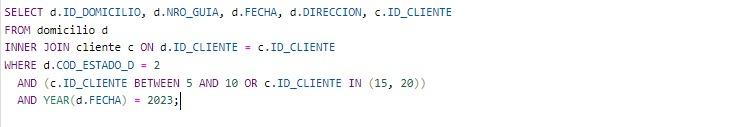 SELECT d.ID_DOMICILIO, d.NRO_GUIA, d.FECHA, d.DIRECCION, c.ID_CLIENTE
FROM domicilio d
INNER JOIN cliente c ON d.ID_CLIENTE = c.ID_CLIENTE
WHERE d.COD_ESTADO_D = 2
  AND (c.ID_CLIENTE BETWEEN 5 AND 10 OR c.ID_CLIENTE IN (15, 20))
  AND YEAR(d.FECHA) = 2023;